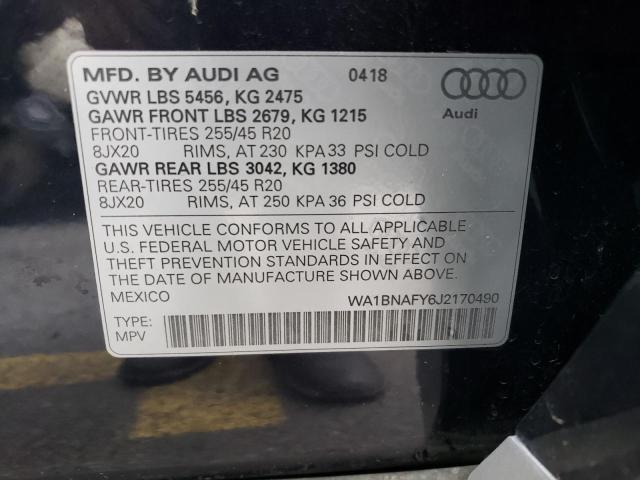 MFD. BY AUDI AG 0418
GVWR LBS 5456, KG 2475
GAWR FRONT LBS 2679, KG 1215
Audi
FRONT-TIRES 255/45 R20
8JX20 RIMS, AT 230 KPA 33 PSI COLD
GAWR REAR LBS 3042, KG 1380
REAR-TIRES 255/45 R20
8JX20 RIMS, AT 250 KPA 36 PSI COLD
THIS VEHICLE CONFORMS TO ALL APPLICABLE
U.S. FEDERAL MOTOR VEHICLE SAFETY AND
THEFT PREVENTION STANDARDS IN EFFECT ON
THE DATE OF MANUFACTURE SHOWN ABOVE.
MEXICO WA1BNAFY6J2170490
TYPE:
MPV